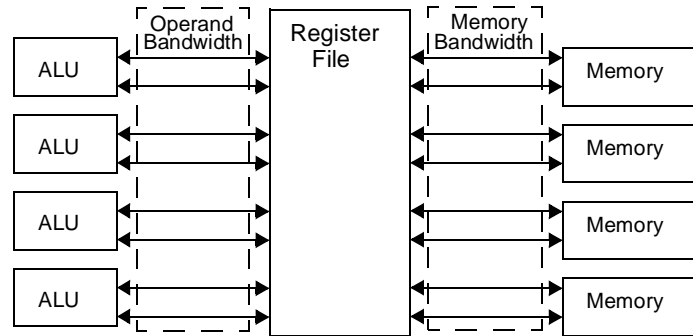 Operand
Bandwidth
Register
File
Memory
Bandwidth
ALU
Memory
ALU
Memory
ALU
Memory
ALU
Memory